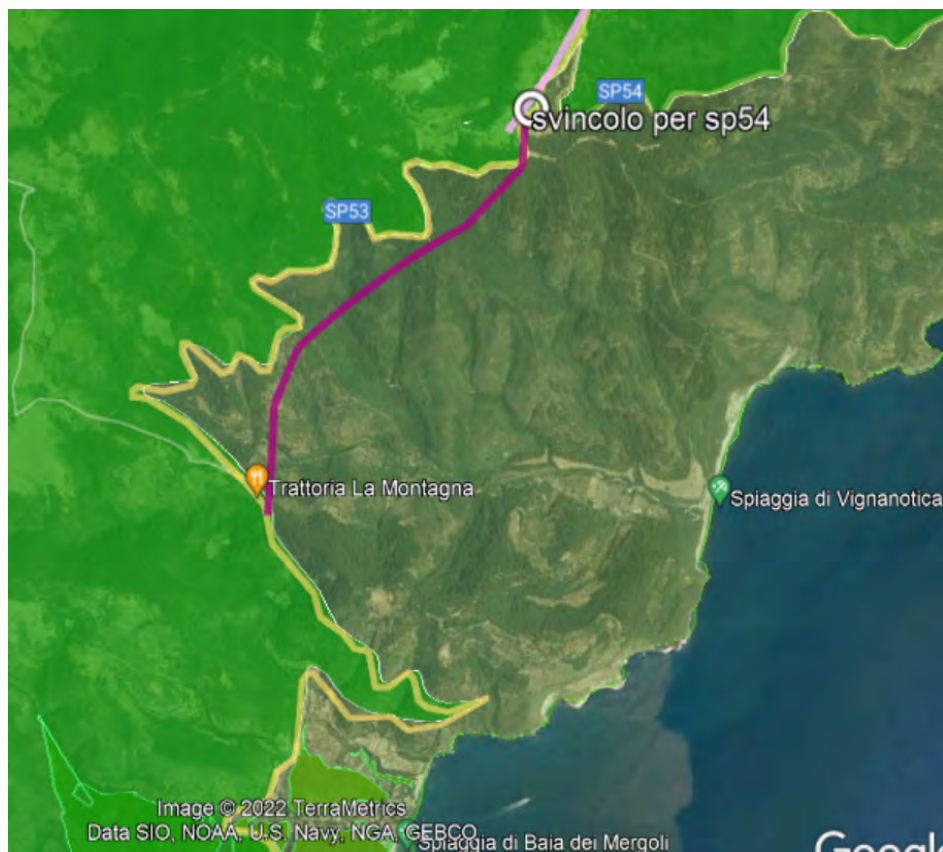 SP54
svincolo per sp54
SP53
Trattoria La Montagna
Spiaggia di Vignanotica
Image © 2022 TerraMetrics
Data SIO, NOAA, U.S. Navy, NGA, GEBCO
Spiaggia di Baia dei Mergoli
Google